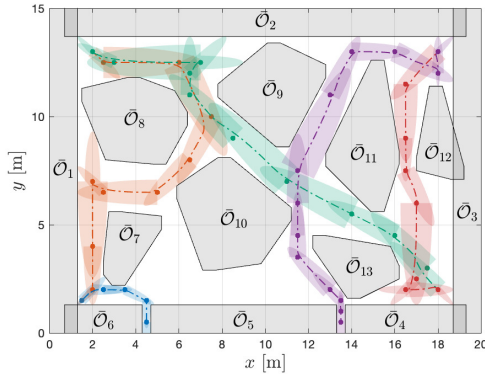 15
Ō₂
Ō₉
10
Ō₈
Ō₁₁
Ō₁₂
y [m]
Ō₁
Ō₃
5
Ō₁₀
Ō₇
Ō₁₃
Ō₆
Ō₅
Ō₄
0
0 2 4 6 8 10 12 14 16 18 20
x [m]